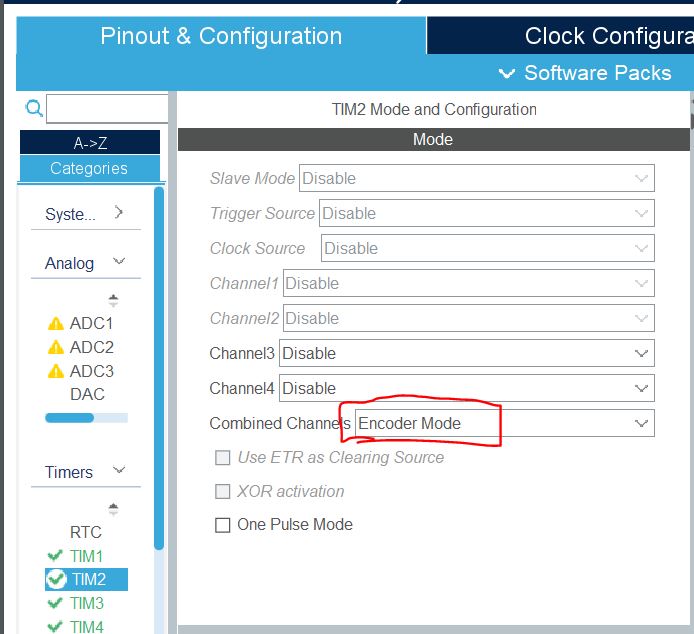 Pinout & Configuration
Clock Configura
Software Packs
TIM2 Mode and Configuration
A->Z
Mode
Categories
Slave Mode Disable
Syste...
Trigger Source Disable
Clock Source Disable
Analog
Channel1 Disable
Channel2 Disable
ADC1
ADC2
Channel3 Disable
ADC3
DAC
Channel4 Disable
Combined Channels Encoder Mode
Use ETR as Clearing Source
Timers
XOR activation
One Pulse Mode
RTC
TIM1
TIM2
TIM3
TIM4